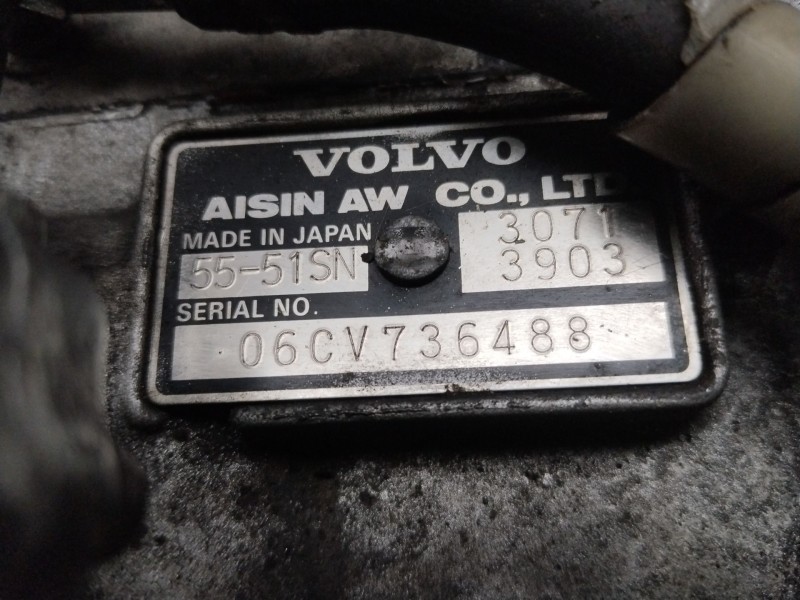 VOLVO
AISIN AW CO., LTD
MADE IN JAPAN 3071
55-51SN 3903
SERIAL NO.
06CV736488